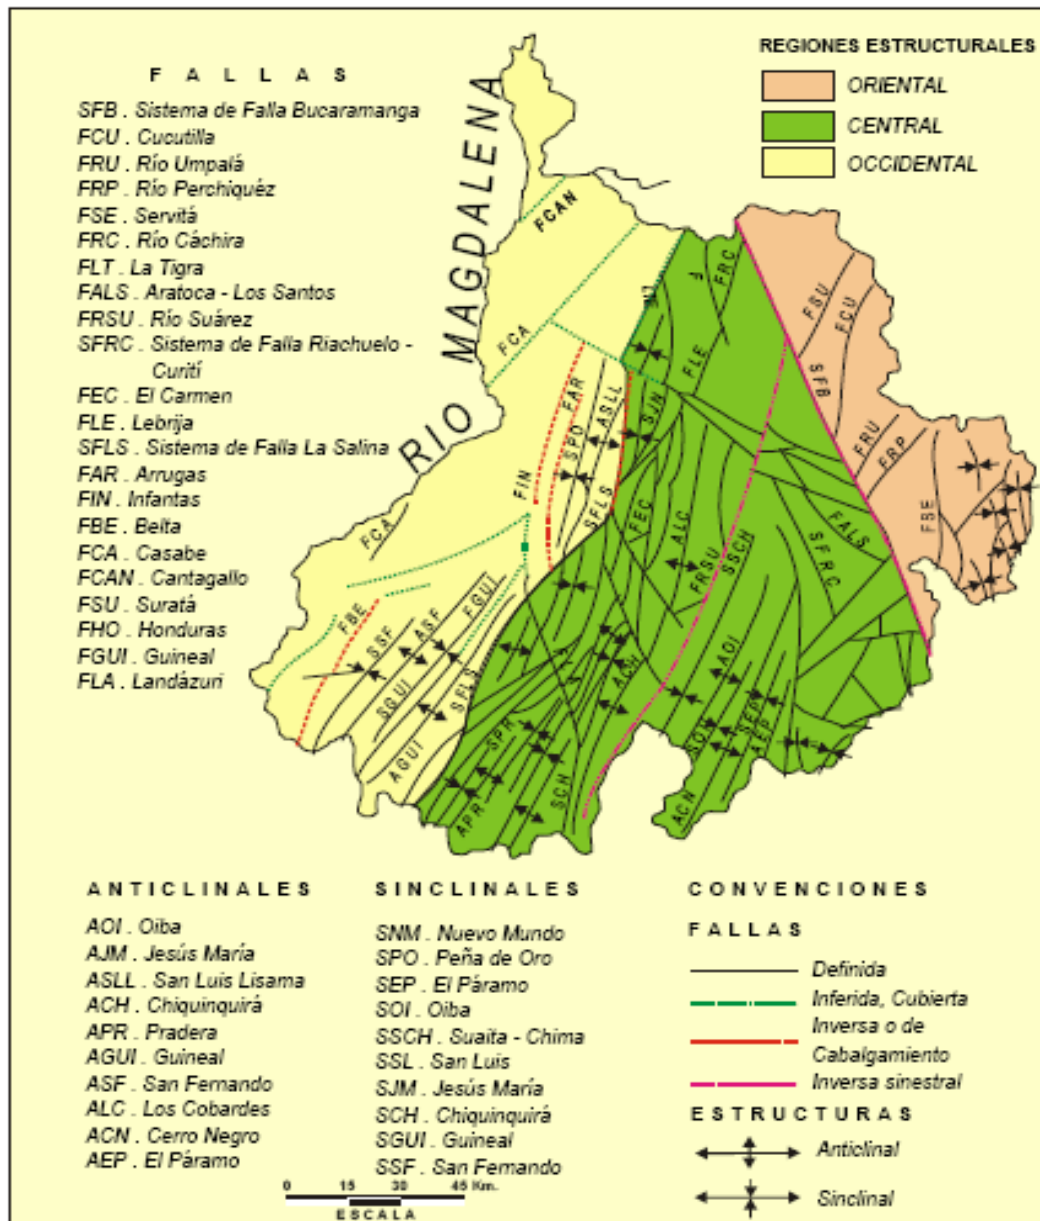 REGIONES ESTRUCTURALES
ORIENTAL
CENTRAL
OCCIDENTAL
F A L L A S
SFB . Sistema de Falla Bucaramanga
FCU . Cucutilla
FRU . Río Umpalá
FRP . Río Perchiquéz
FSE . Servitá
FRC . Río Cáchira
FLT . La Tigra
FALS . Aratoca - Los Santos
FRSU . Río Suárez
SFRC . Sistema de Falla Riachuelo -
Curití
FEC . El Carmen
FLE . Lebrija
SFLS . Sistema de Falla La Salina
FAR . Arrugas
FIN . Infantas
FBE . Belta
FCA . Casabe
FCAN . Cantagallo
FSU . Suratá
FHO . Honduras
FGUI . Guineal
FLA . Landázuri
RIO MAGDALENA
FCAN
FCA
FRC
FSU
FCU
FLE
SFB
FAR
ASLL
SJN
SPO
FIN
SFLS
FEC
ALC
FRSU
SSCH
FALS
SFRC
FRU
FRP
FSE
FCA
FBE
SSF
ASF
FGUI
SGUI
SFLS
AGUI
SPR
APR
SCH
ACH
AOI
SOI
SEP
AEP
ACN
A N T I C L I N A L E S
AOI . Oiba
AJM . Jesús María
ASLL . San Luis Lisama
ACH . Chiquinquirá
APR . Pradera
AGUI . Guineal
ASF . San Fernando
ALC . Los Cobardes
ACN . Cerro Negro
AEP . El Páramo
S I N C L I N A L E S
SNM . Nuevo Mundo
SPO . Peña de Oro
SEP . El Páramo
SOI . Oiba
SSCH . Suaita - Chima
SSL . San Luis
SJM . Jesús María
SCH . Chiquinquirá
SGUI . Guineal
SSF . San Fernando
C O N V E N C I O N E S
F A L L A S
Definida
Inferida, Cubierta
Inversa o de
Cabalgamiento
Inversa sinestral
E S T R U C T U R A S
Anticlinal
Sinclinal
0 15 30 45 Km.
E S C A L A